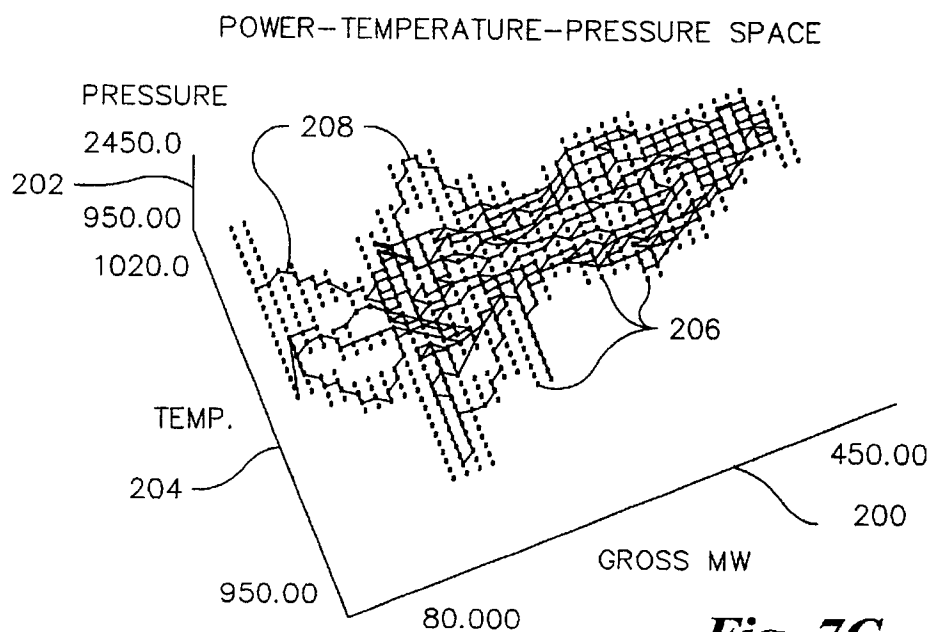 POWER-TEMPERATURE-PRESSURE SPACE
PRESSURE
208
2450.0
202
950.00
1020.0
206
TEMP.
204
450.00
200
GROSS MW
950.00
80.000
Fig. 7C